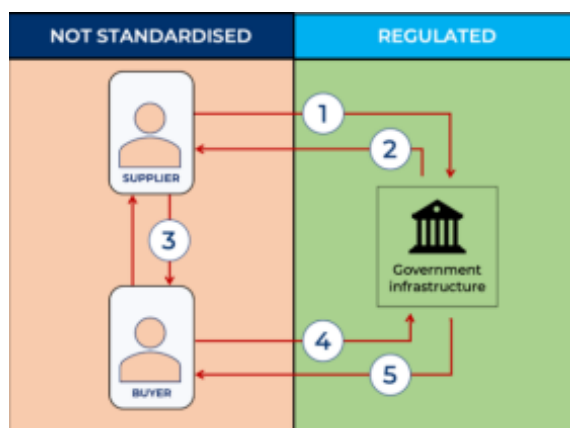 NOT STANDARDISED
REGULATED
1
2
SUPPLIER
3
Government
infrastructure
4
5
BUYER